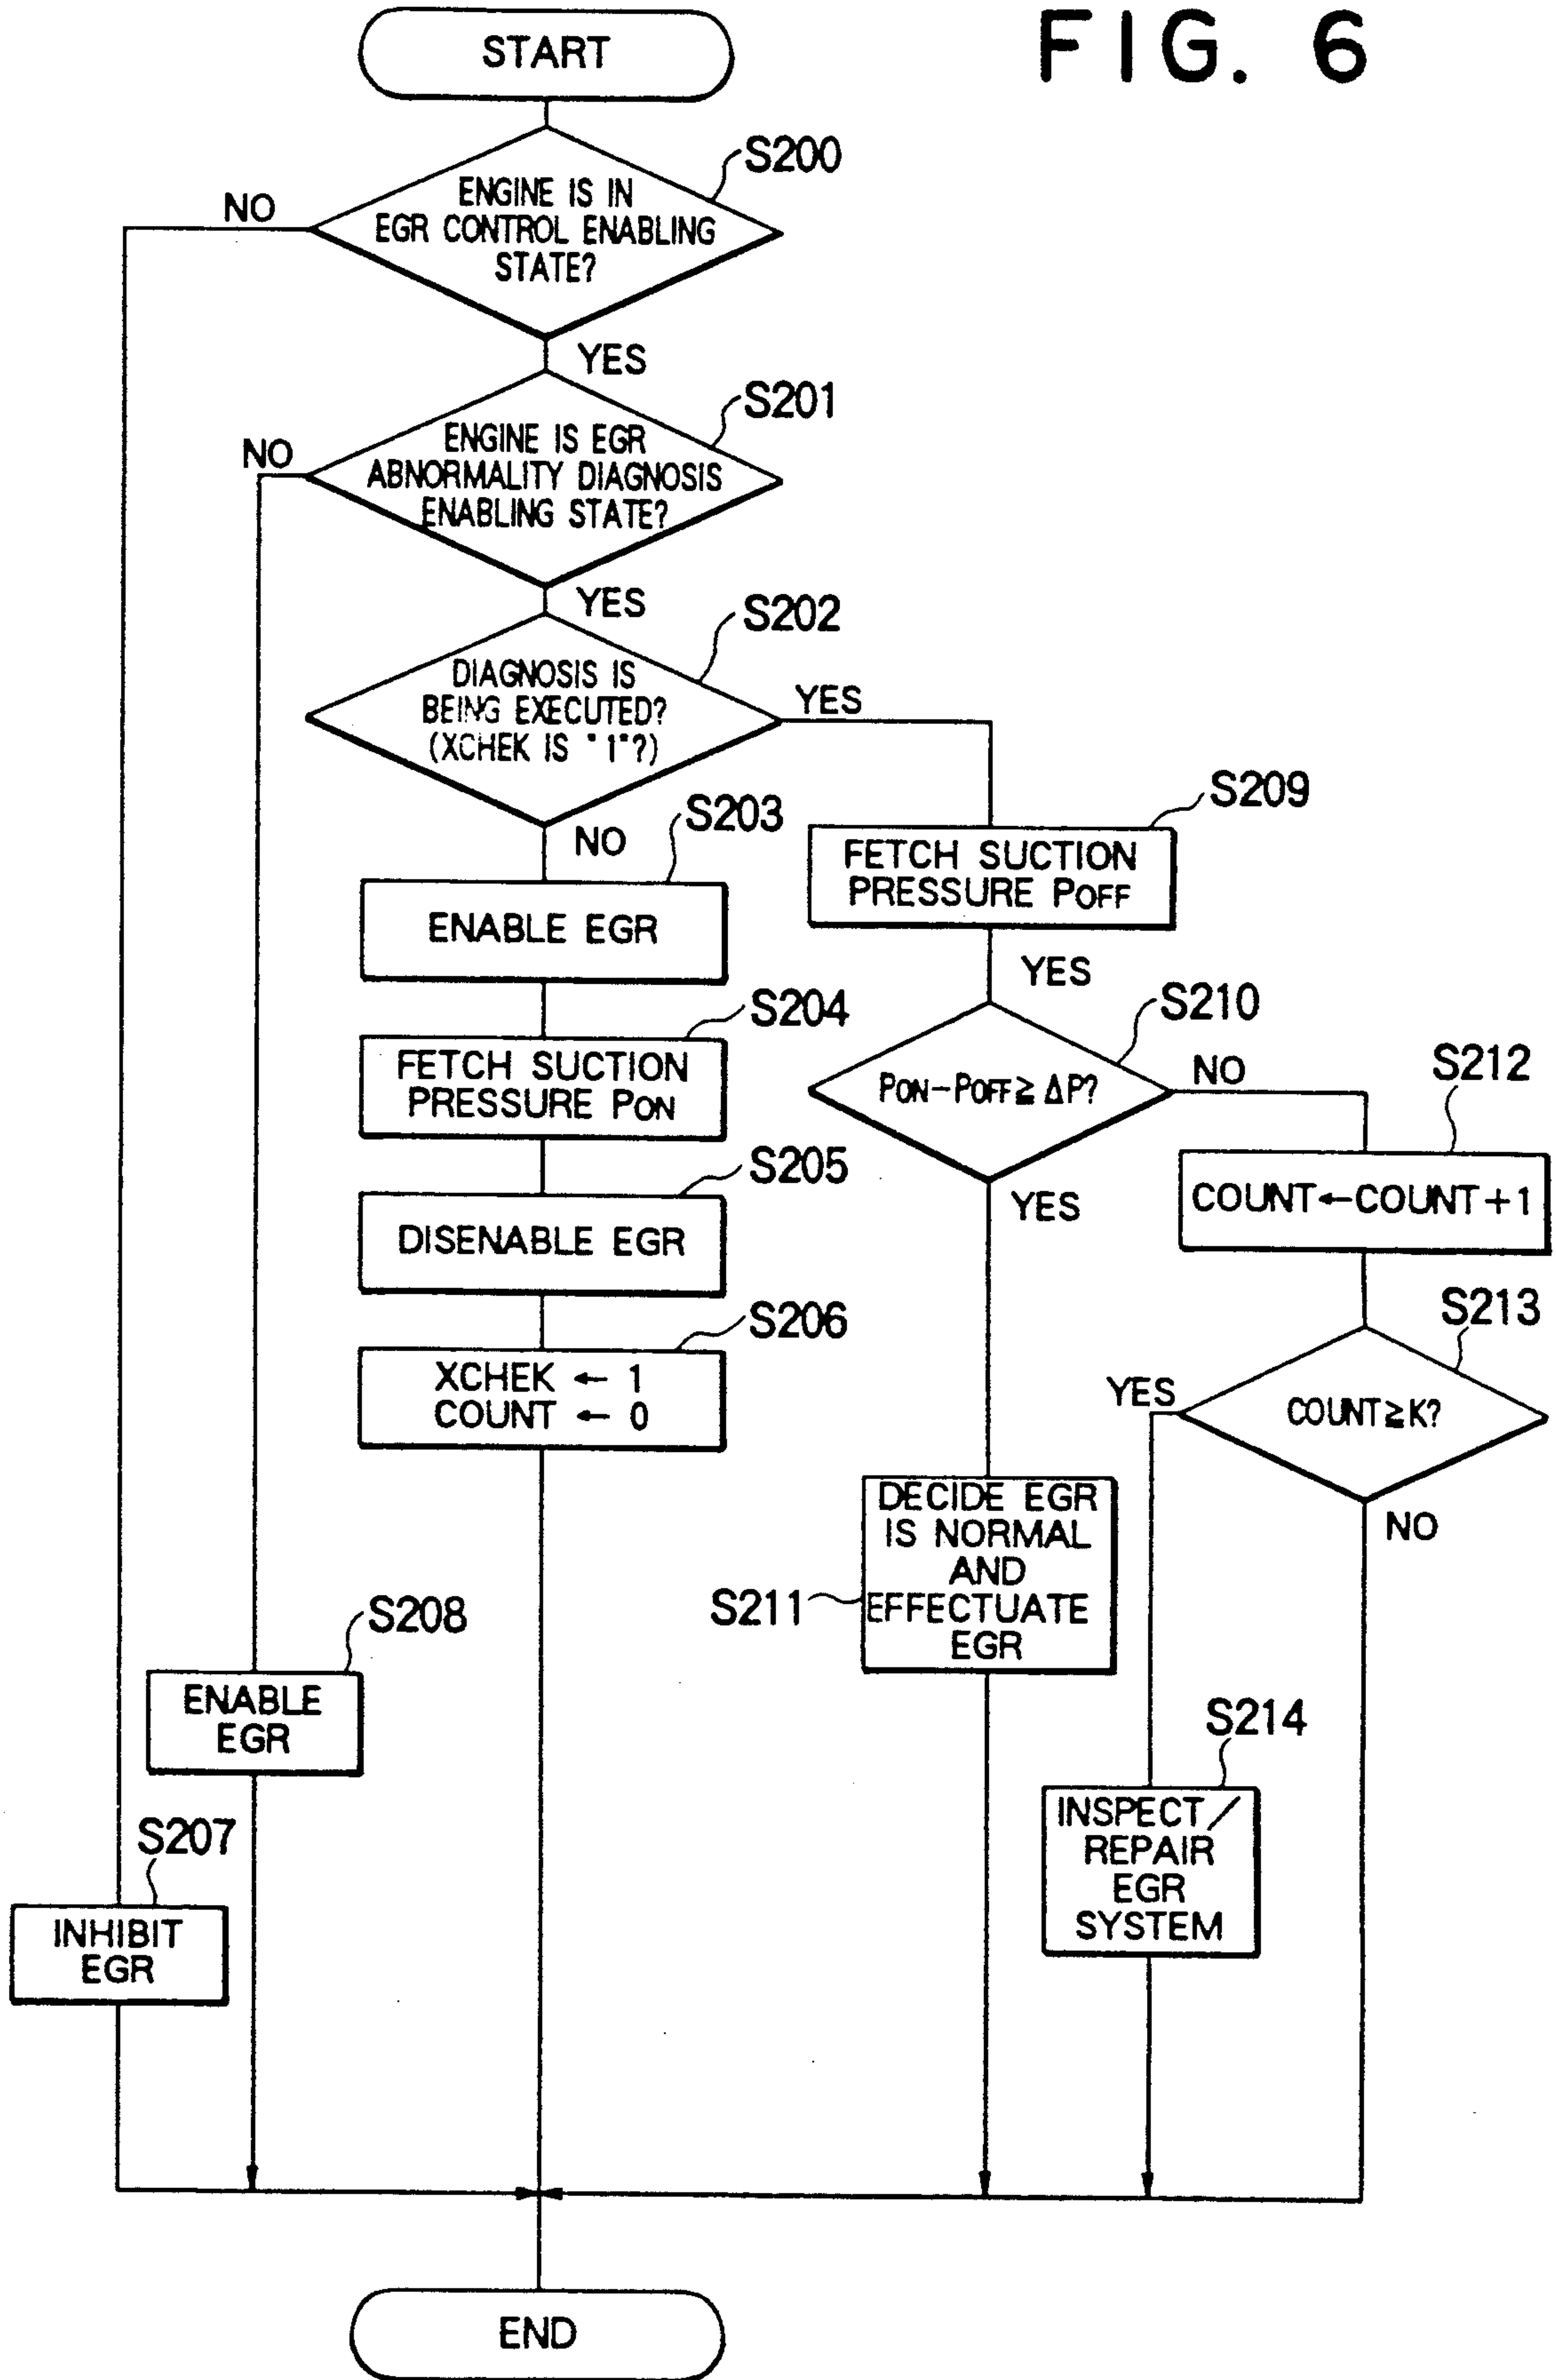 FIG. 6
START
S200
ENGINE IS IN
EGR CONTROL ENABLING
STATE?
NO
YES
S201
ENGINE IS EGR
ABNORMALITY DIAGNOSIS
ENABLING STATE?
NO
YES
S202
DIAGNOSIS IS
BEING EXECUTED?
(XCHEK IS "1"?)
YES
NO
S203
ENABLE EGR
S204
FETCH SUCTION
PRESSURE PON
S205
DISENABLE EGR
S206
XCHEK ← 1
COUNT ← 0
S209
FETCH SUCTION
PRESSURE POFF
YES
S210
PON-POFF≧ΔP?
NO
YES
S212
COUNT←COUNT+1
S213
COUNT≧K?
YES
NO
S211
DECIDE EGR
IS NORMAL
AND
EFFECTUATE
EGR
S208
ENABLE
EGR
S214
INSPECT/
REPAIR
EGR
SYSTEM
S207
INHIBIT
EGR
END